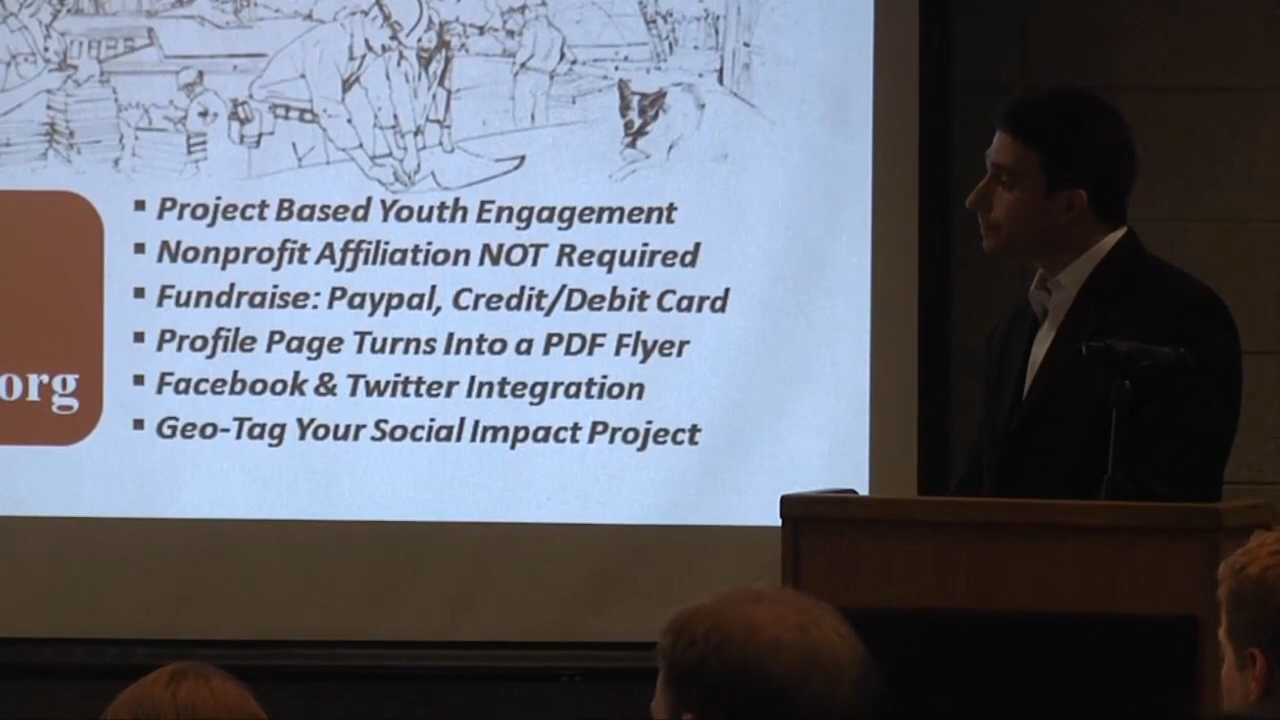 ▪ Project Based Youth Engagement
▪ Nonprofit Affiliation NOT Required
▪ Fundraise: Paypal, Credit/Debit Card
▪ Profile Page Turns Into a PDF Flyer
org
▪ Facebook & Twitter Integration
▪ Geo-Tag Your Social Impact Project